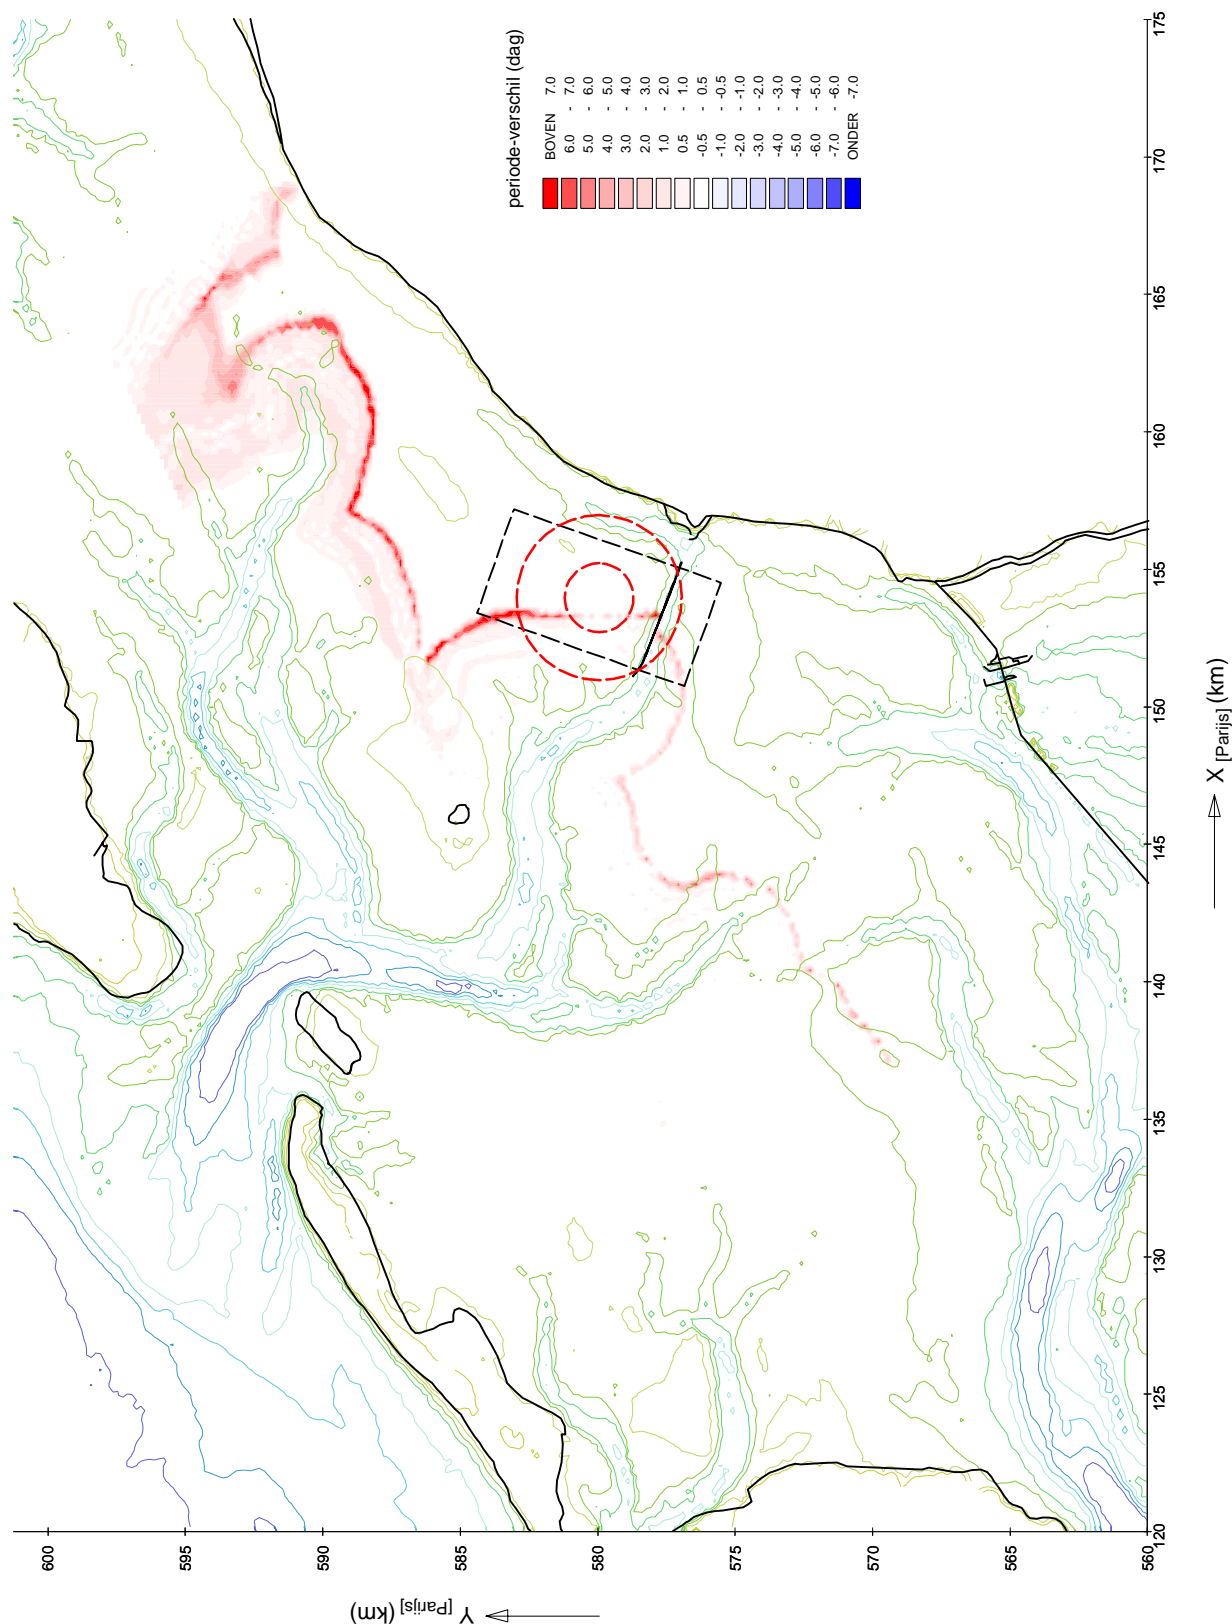 periode-verschil (dag)
BOVEN 7.0
6.0 - 7.0
5.0 - 6.0
4.0 - 5.0
3.0 - 4.0
2.0 - 3.0
1.0 - 2.0
0.5 - 1.0
-0.5 - 0.5
-1.0 - -0.5
-2.0 - -1.0
-3.0 - -2.0
-4.0 - -3.0
-5.0 - -4.0
-6.0 - -5.0
-7.0 - -6.0
ONDER -7.0
600
595
590
585
580
575
570
565
560
Y [Parijs] (km)
120
125
130
135
140
145
150
155
160
165
170
175
X [Parijs] (km)